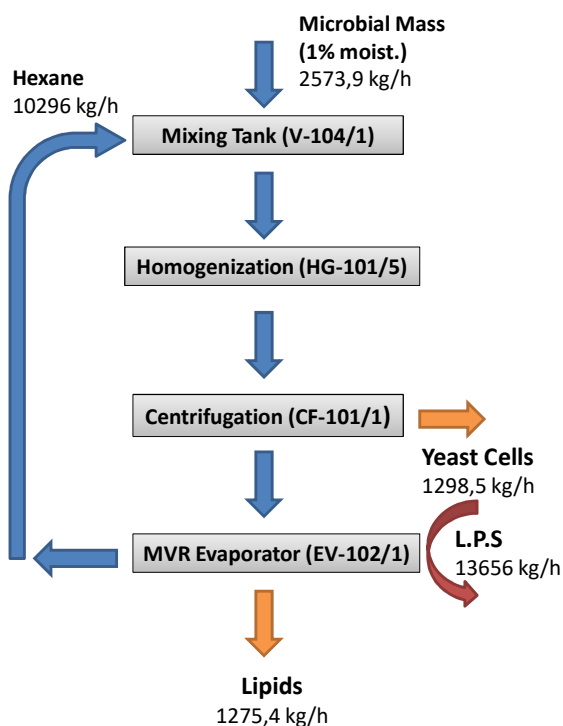 Microbial Mass
(1% moist.)
2573,9 kg/h
Hexane
10296 kg/h
Mixing Tank (V-104/1)
Homogenization (HG-101/5)
Centrifugation (CF-101/1)
Yeast Cells
1298,5 kg/h
MVR Evaporator (EV-102/1)
L.P.S
13656 kg/h
Lipids
1275,4 kg/h